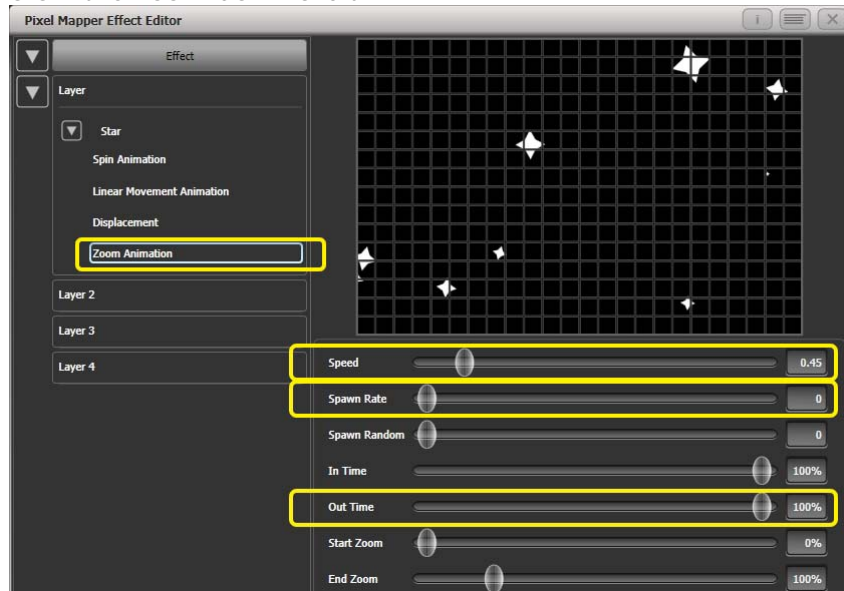 Pixel Mapper Effect Editor
i
Effect
Layer
Star
Spin Animation
Linear Movement Animation
Displacement
Zoom Animation
Layer 2
Layer 3
Layer 4
Speed 0.45
Spawn Rate 0
Spawn Random 0
In Time 100%
Out Time 100%
Start Zoom 0%
End Zoom 100%